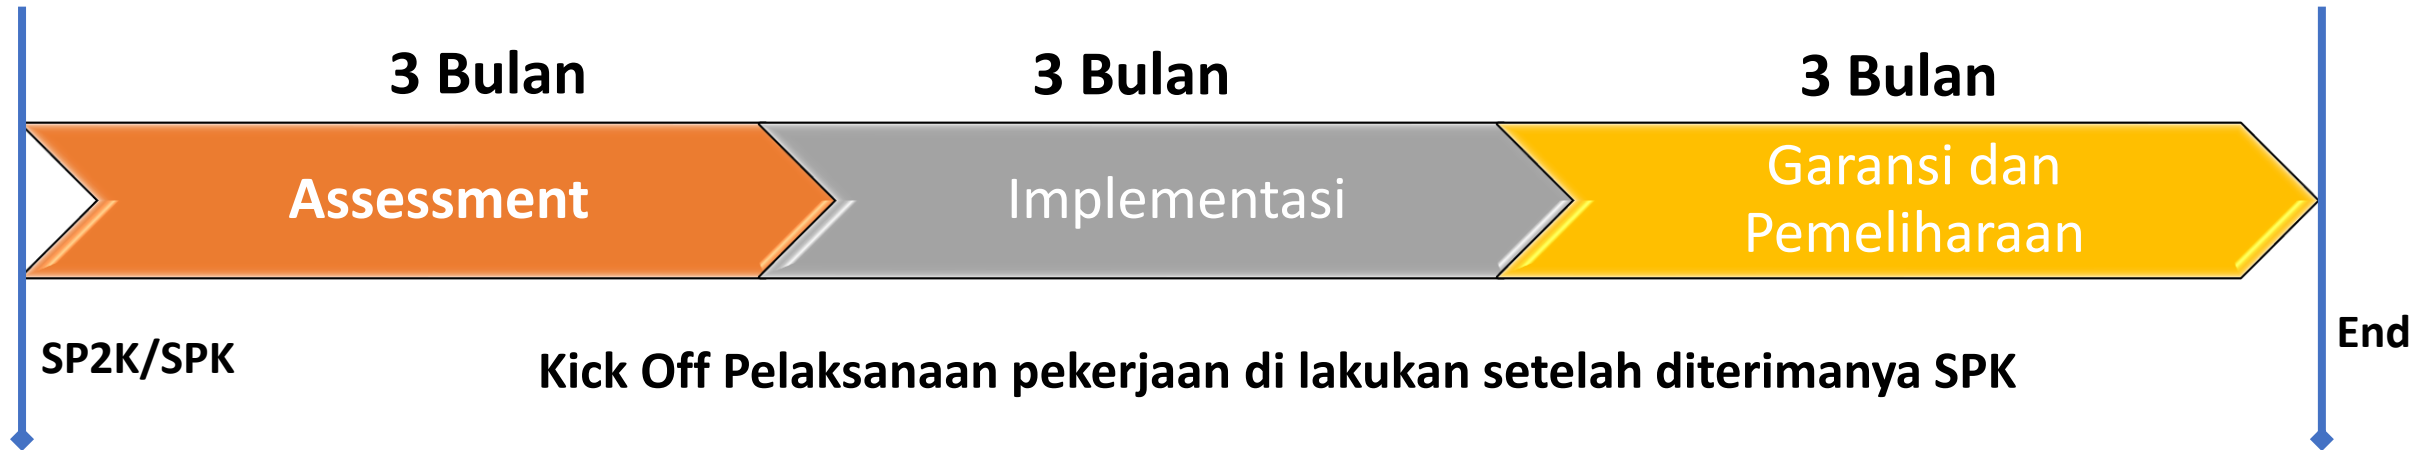 3 Bulan
3 Bulan
3 Bulan
Assessment
Implementasi
Garansi dan
Pemeliharaan
SP2K/SPK
Kick Off Pelaksanaan pekerjaan di lakukan setelah diterimanya SPK
End